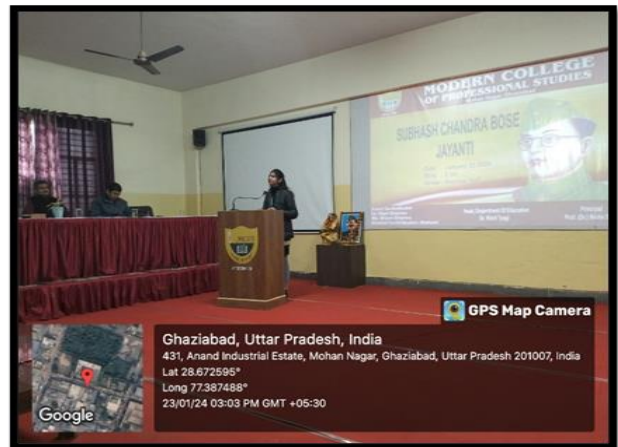 MODERN COLLEGE
OF PROFESSIONAL STUDIES
SUBHASH CHANDRA BOSE
JAYANTI
GPS Map Camera
Ghaziabad, Uttar Pradesh, India
431, Anand Industrial Estate, Mohan Nagar, Ghaziabad, Uttar Pradesh 201007, India
Lat 28.672595°
Long 77.387488°
23/01/24 03:03 PM GMT +05:30
Google